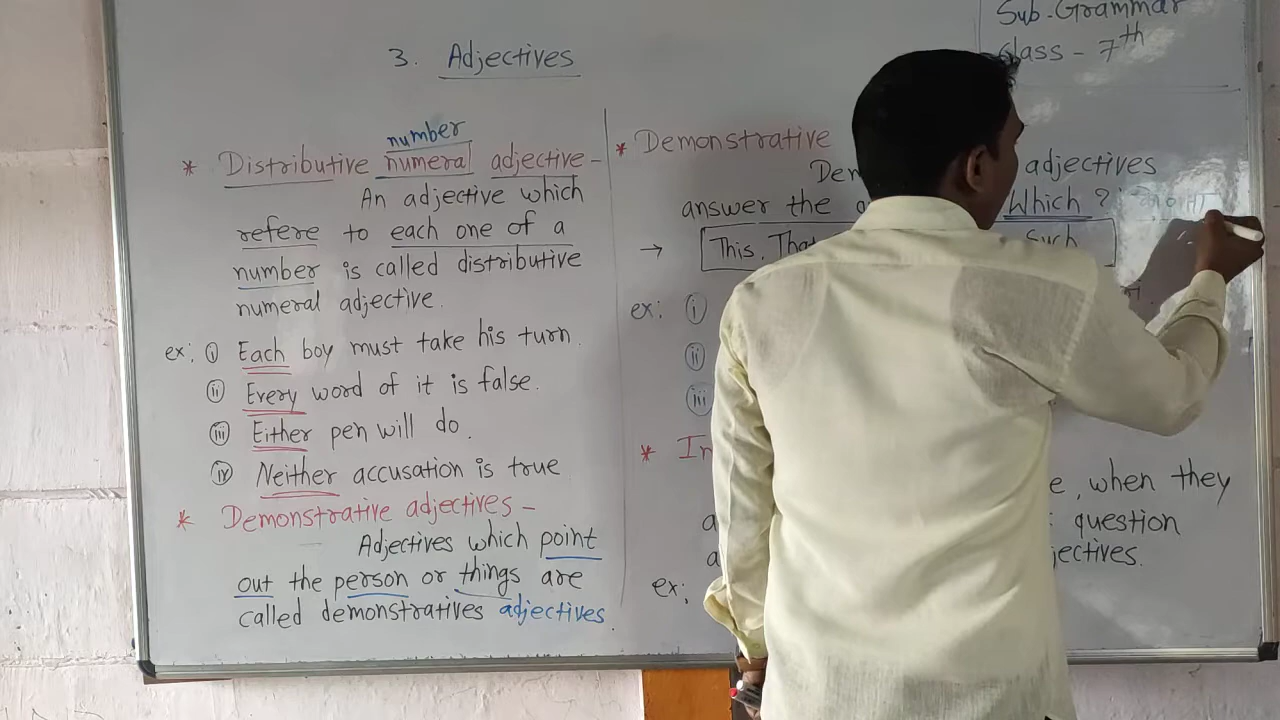 Sub-Grammar
Class - 7th
3. Adjectives
number
* Distributive numeral adjective-
An adjective which
refere to each one of a
number is called distributive
numeral adjective.
ex: (i) Each boy must take his turn.
(ii) Every word of it is false.
(iii) Either pen will do.
(iv) Neither accusation is true
* Demonstrative adjectives -
Adjectives which point
out the person or things are
called demonstratives adjectives.
* Demonstrative
adjectives
answer the Which ?
→ This. Such
ex: (i)
(ii)
(iii)
*
, when they
question
ex: